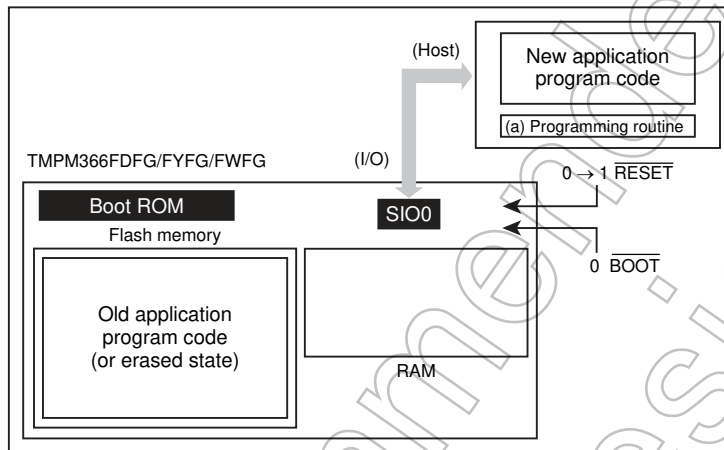 (Host)
New application
program code
(a) Programming routine
TMPM366FDFG/FYFG/FWFG
(I/O)
0 → 1 RESET
Boot ROM
SIO0
Flash memory
0 BOOT
Old application
program code
(or erased state)
RAM